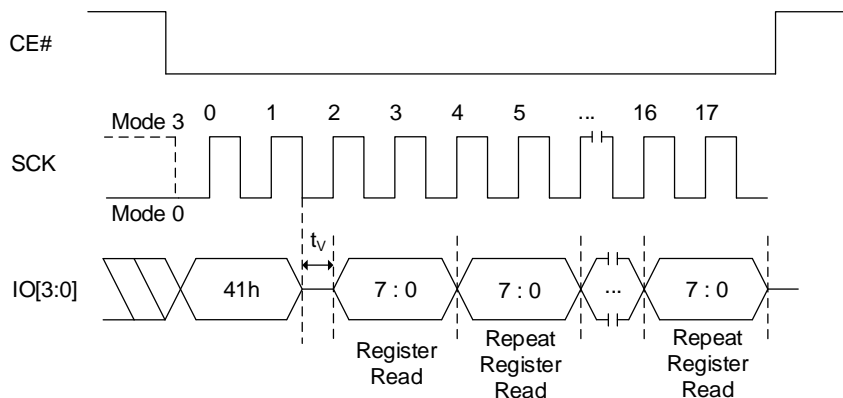 CE#
0 1 2 3 4 5 ... 16 17
Mode 3
SCK
Mode 0
tV
IO[3:0]
41h 7 : 0 7 : 0 ... 7 : 0
Register
Read
Repeat
Register
Read
Repeat
Register
Read